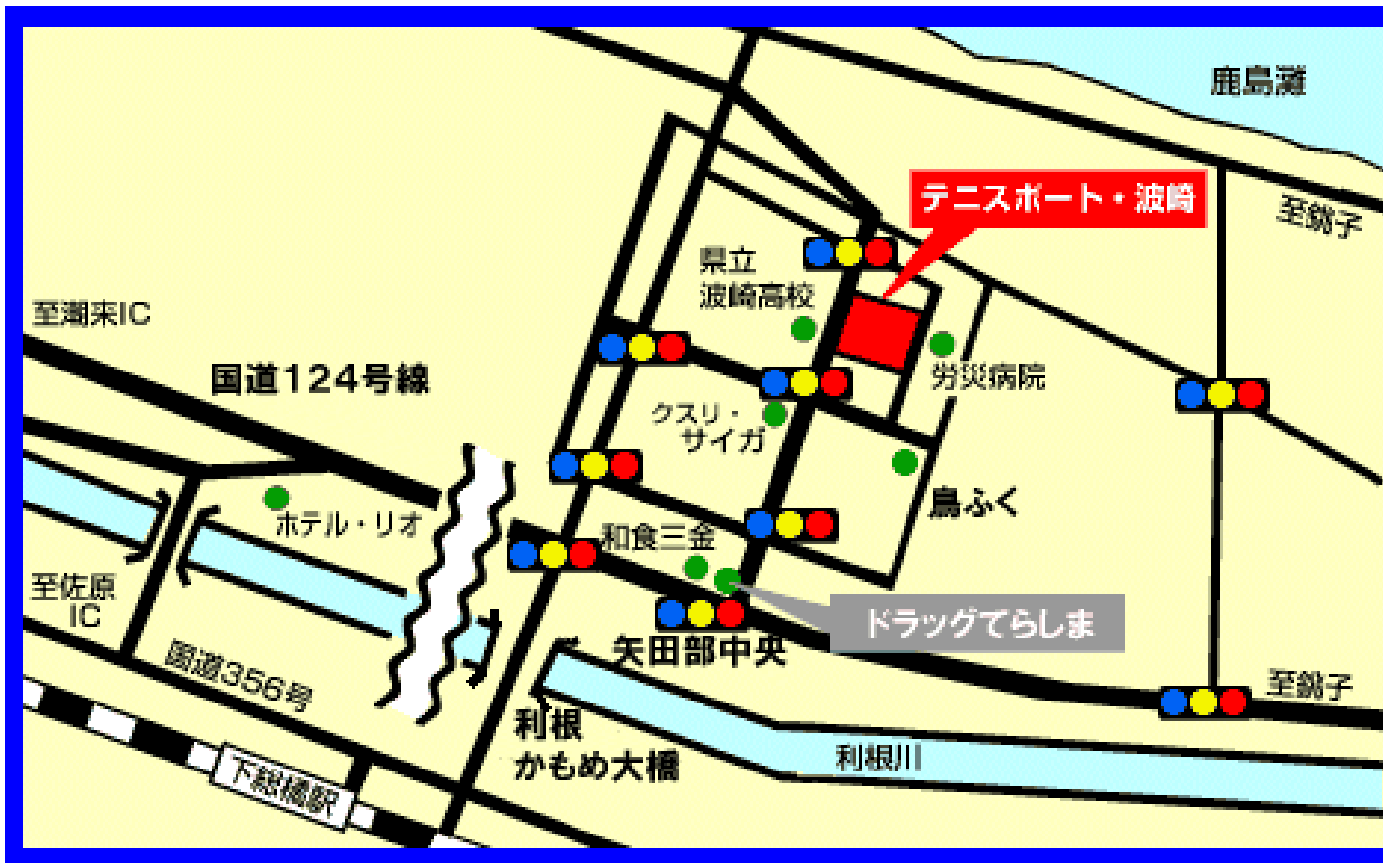 鹿島灘
テニスポート・波崎
至銚子
県立
波崎高校
至潮来IC
国道124号線
労災病院
クスリ・
サイガ
鳥ふく
ホテル・リオ
和食三金
至佐原
IC
ドラッグてらしま
矢田部中央
国道356号
至銚子
利根
かもめ大橋
利根川
下総橘駅